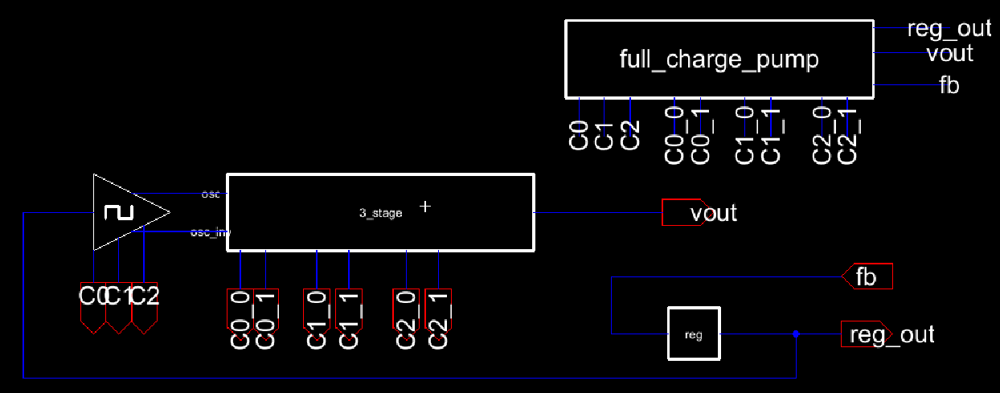 reg_out
full_charge_pump
vout
fb
C0
C1
C2
C0_0
C0_1
C1_0
C1_1
C2_0
C2_1
osc
3_stage
vout
osc_inv
C0
C1
C2
C0_0
C0_1
C1_0
C1_1
C2_0
C2_1
fb
reg
reg_out